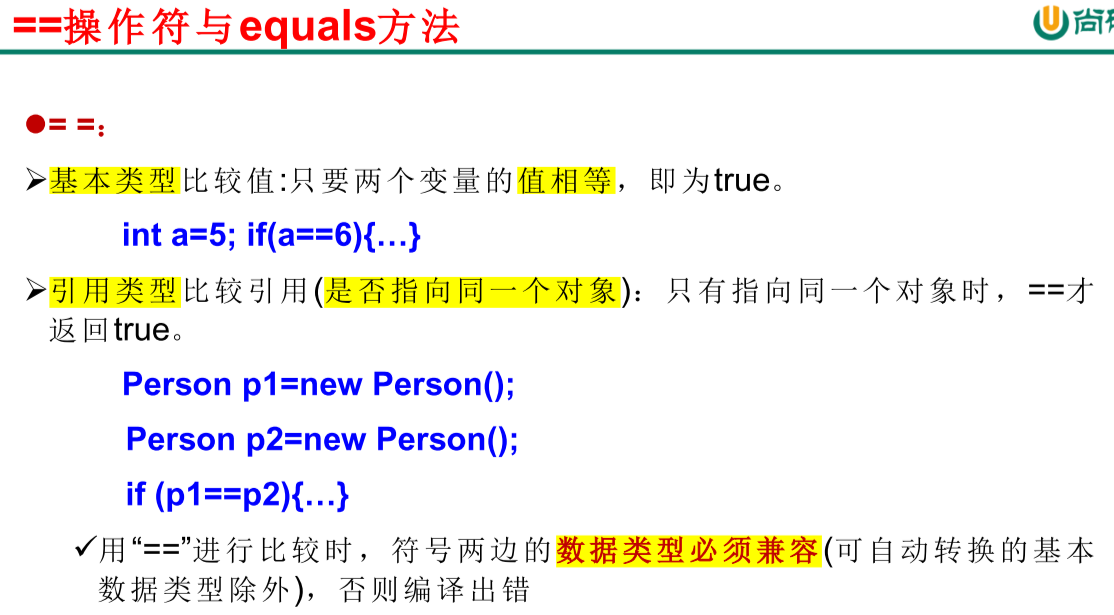 ==操作符与equals方法
尚
●= =：
➢基本类型比较值:只要两个变量的值相等，即为true。
int a=5; if(a==6){…}
➢引用类型比较引用(是否指向同一个对象)：只有指向同一个对象时，==才
返回true。
Person p1=new Person();
Person p2=new Person();
if (p1==p2){…}
✓用“==”进行比较时，符号两边的数据类型必须兼容(可自动转换的基本
数据类型除外)，否则编译出错